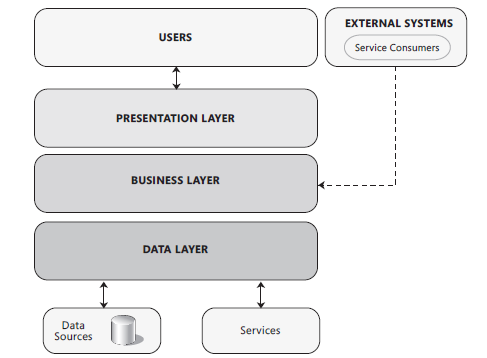 USERS
EXTERNAL SYSTEMS
Service Consumers
PRESENTATION LAYER
BUSINESS LAYER
DATA LAYER
Data
Sources
Services